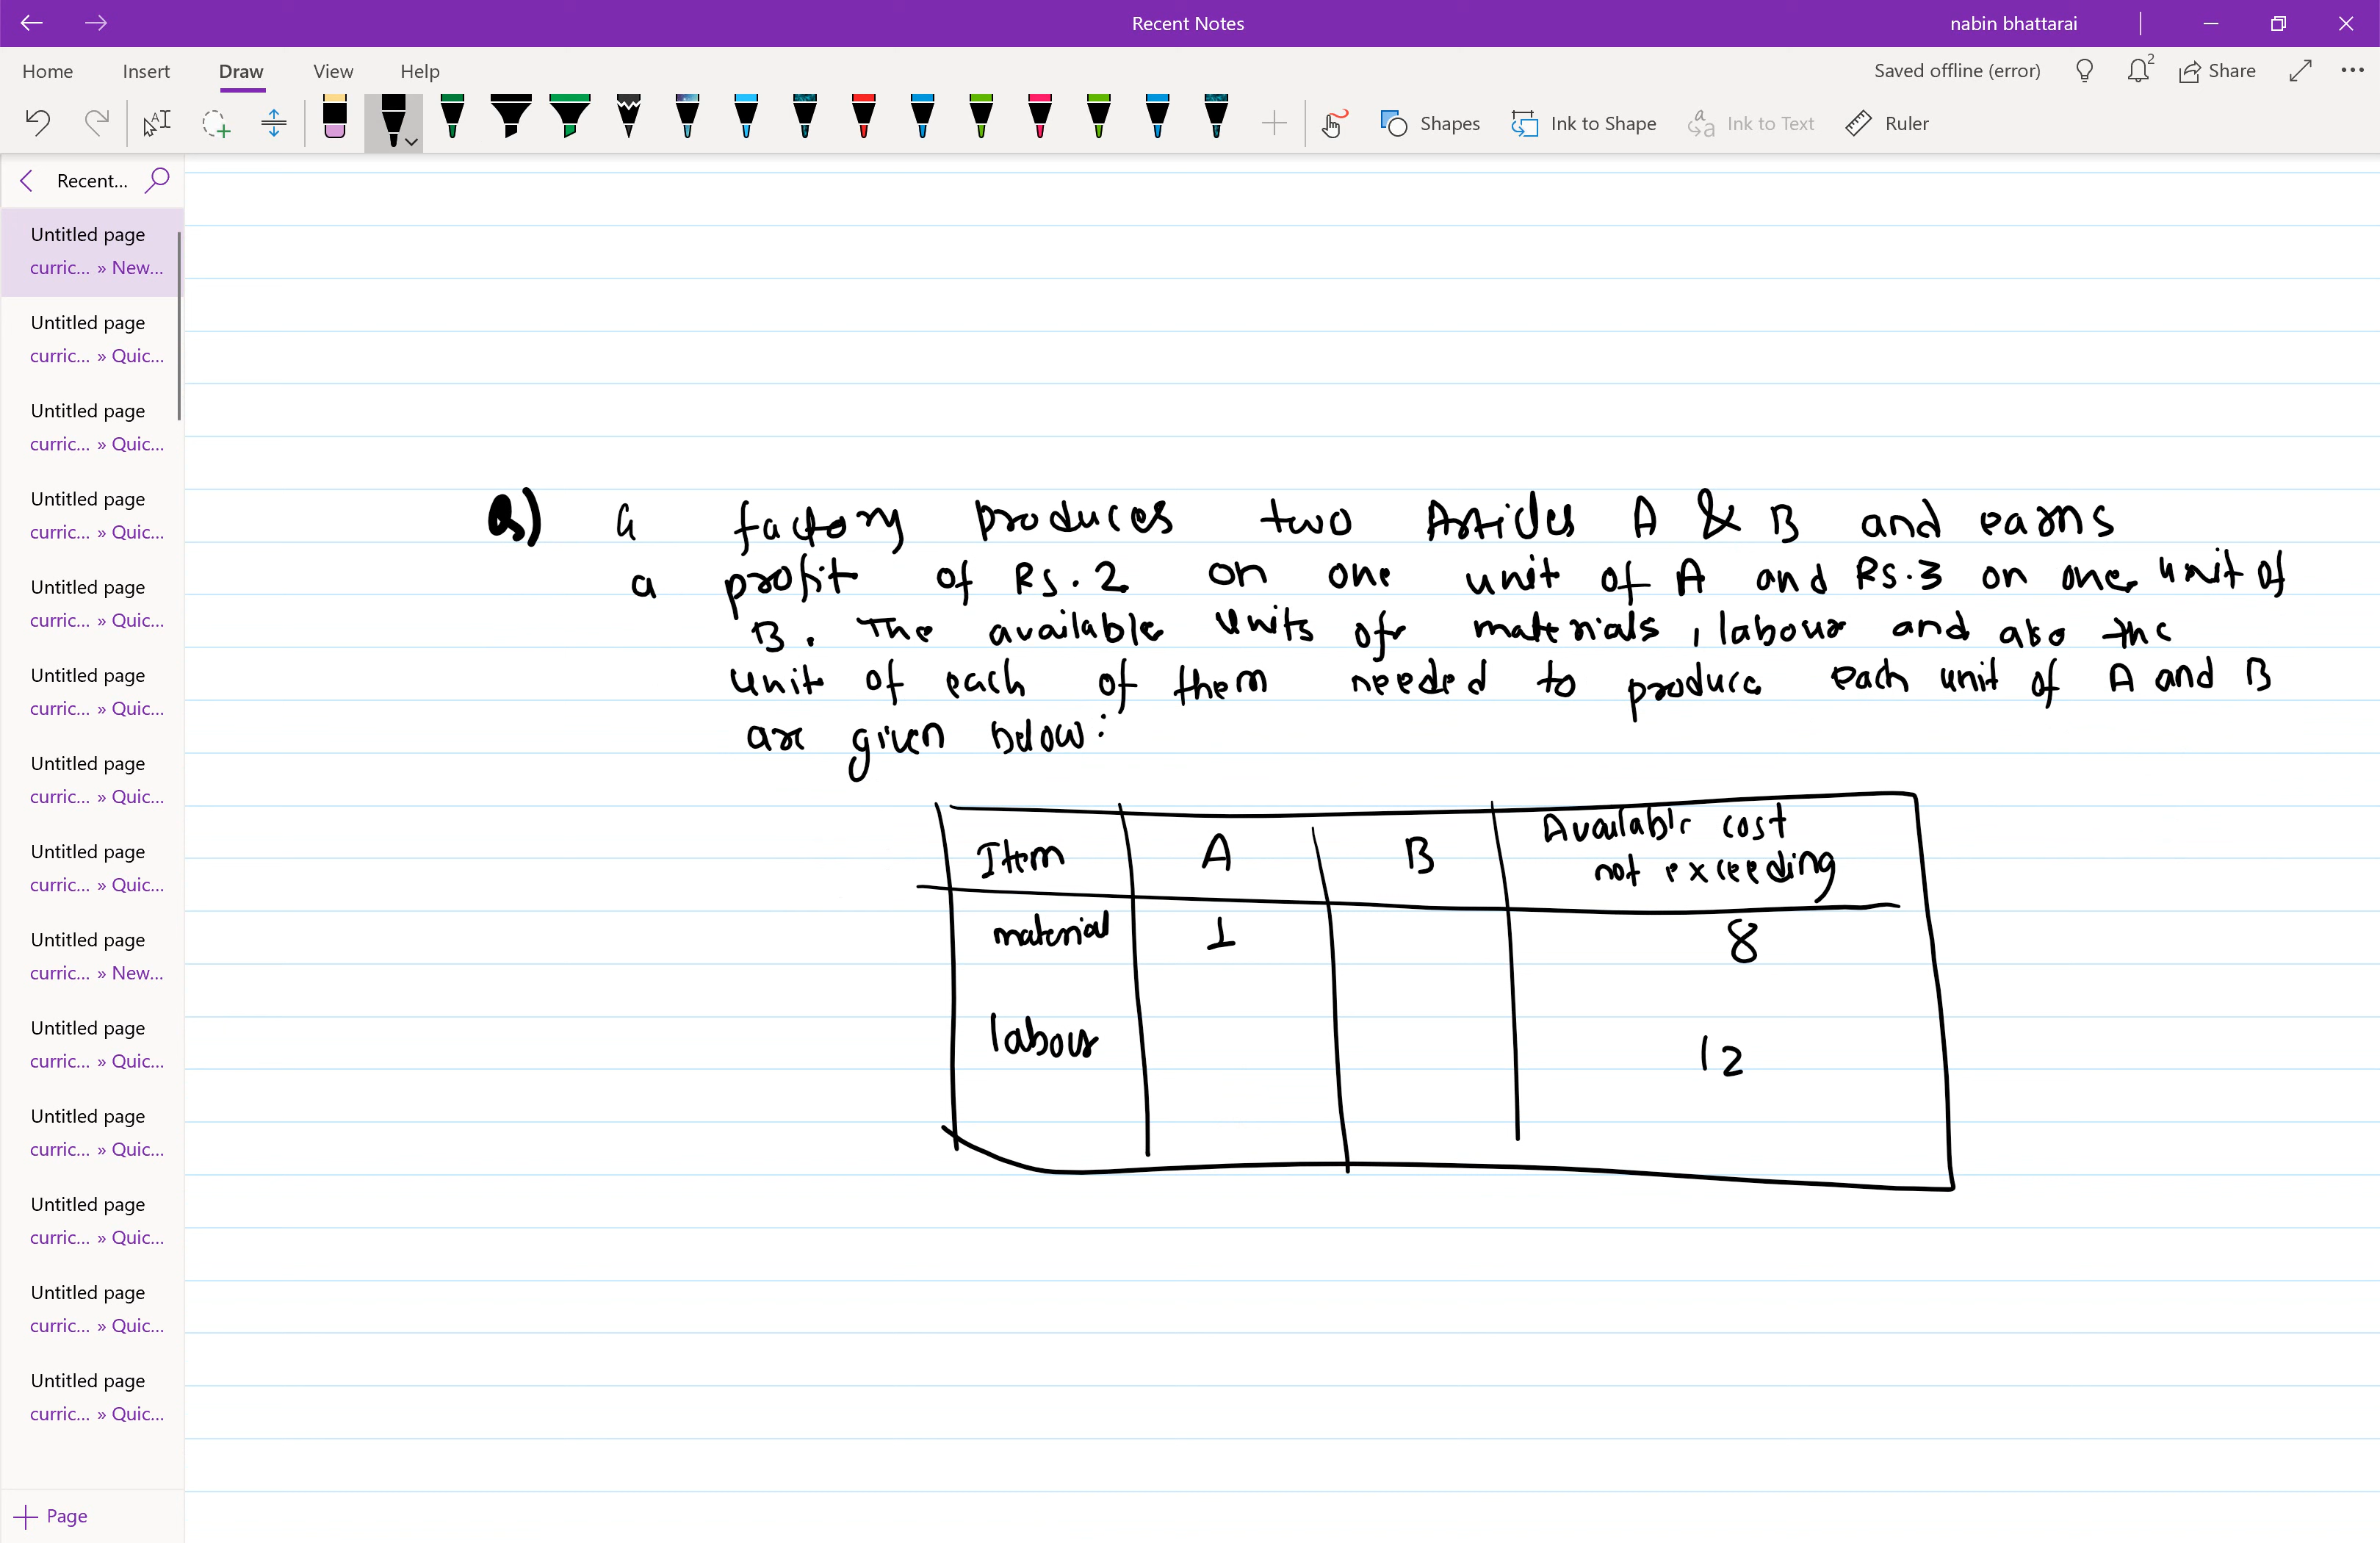 Recent Notes
nabin bhattarai
Home Insert Draw View Help
Saved offline (error) 2 Share
Shapes Ink to Shape Ink to Text Ruler
Recent...
Untitled page
curric... » New...
Untitled page
curric... » Quic...
Untitled page
curric... » Quic...
Untitled page
curric... » Quic...
Untitled page
curric... » Quic...
Untitled page
curric... » Quic...
Untitled page
curric... » Quic...
Untitled page
curric... » Quic...
Untitled page
curric... » New...
Untitled page
curric... » Quic...
Untitled page
curric... » Quic...
Untitled page
curric... » Quic...
Untitled page
curric... » Quic...
Untitled page
curric... » Quic...
Page
Q) a factory produces two Articles A & B and earns
a profit of Rs.2 on one unit of A and Rs.3 on one unit of
B. The available units of materials, labour and also the
units of each of them needed to produce each unit of A and B
are given below:
Item A B Available cost
not exceeding
material 1 8
labour 12